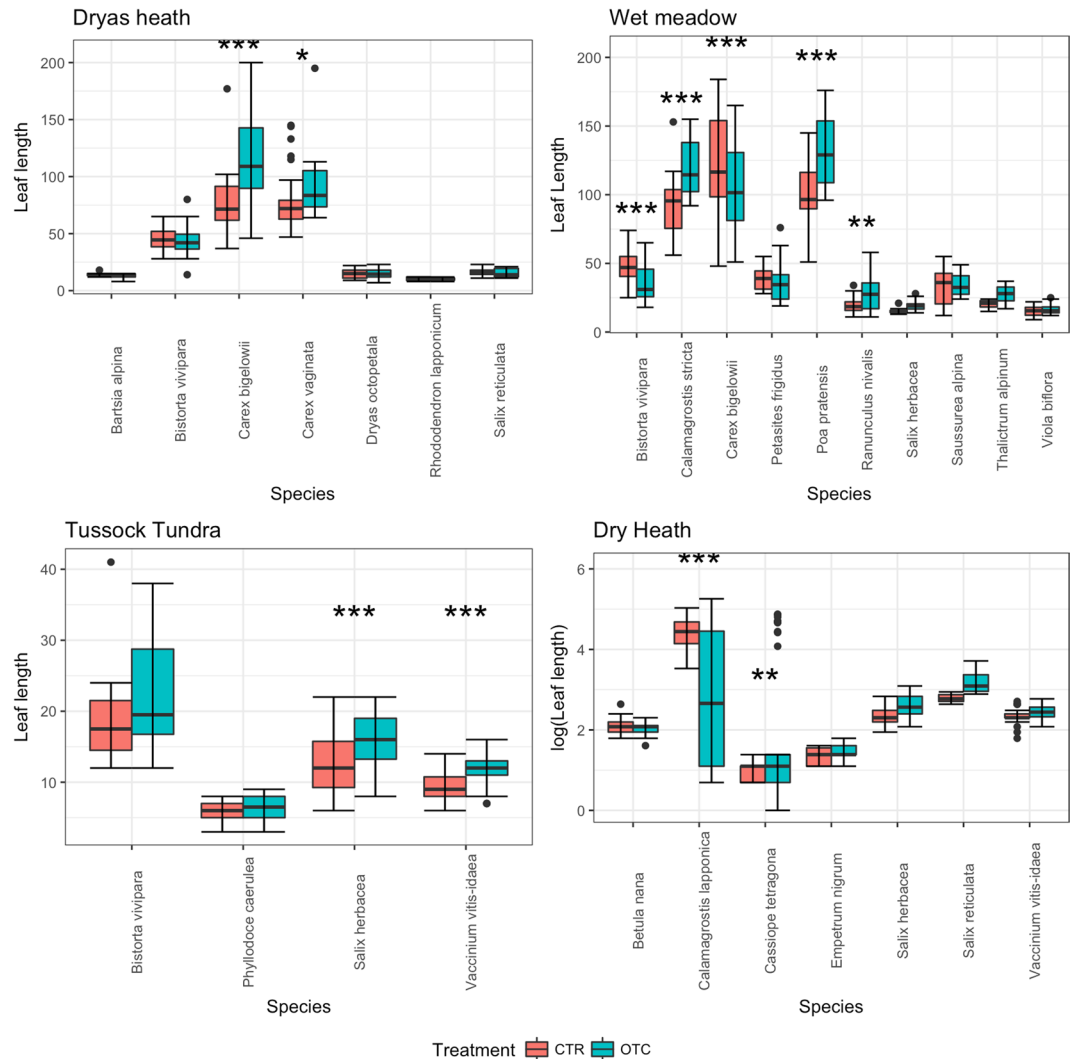 Dryas heath
***
*
200
150
100
50
0
Leaf length
Bartsia alpina
Bistorta vivipara
Carex bigelowii
Carex vaginata
Dryas octopetala
Rhododendron lapponicum
Salix reticulata
Species
Wet meadow
***
***
***
***
**
200
150
100
50
0
Leaf Length
Bistorta vivipara
Calamagrostis stricta
Carex bigelowii
Petasites frigidus
Poa pratensis
Ranunculus nivalis
Salix herbacea
Saussurea alpina
Thalictrum alpinum
Viola biflora
Species
Tussock Tundra
***
***
40
30
20
10
Leaf length
Bistorta vivipara
Phyllodoce caerulea
Salix herbacea
Vaccinium vitis-idaea
Species
Dry Heath
***
**
6
4
2
0
log(Leaf length)
Betula nana
Calamagrostis lapponica
Cassiope tetragona
Empetrum nigrum
Salix herbacea
Salix reticulata
Vaccinium vitis-idaea
Species
Treatment CTR OTC